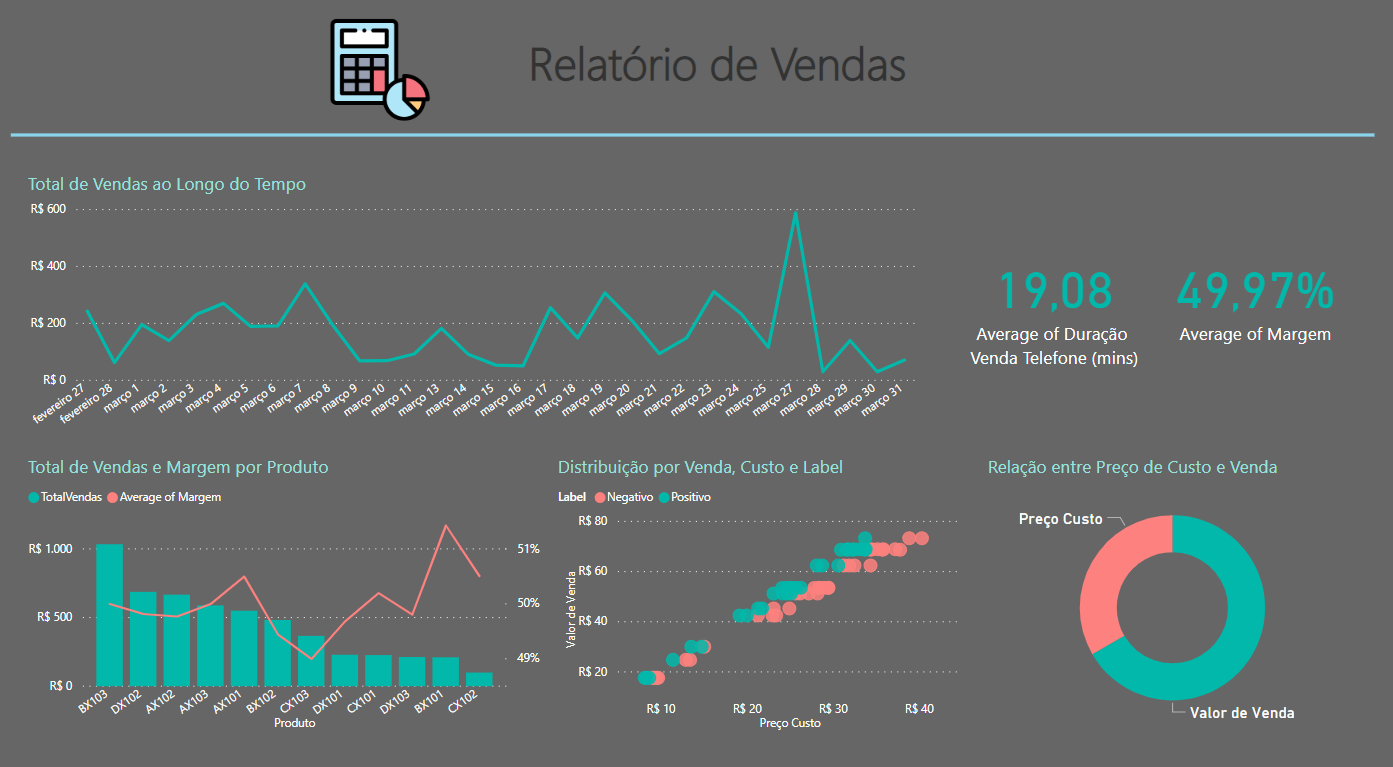 Relatório de Vendas
Total de Vendas ao Longo do Tempo
R$ 600
R$ 400
R$ 200
R$ 0
fevereiro 27
fevereiro 28
março 1
março 2
março 3
março 4
março 5
março 6
março 7
março 8
março 9
março 10
março 11
março 13
março 14
março 15
março 16
março 17
março 18
março 19
março 20
março 21
março 22
março 23
março 24
março 25
março 27
março 28
março 29
março 30
março 31
19,08
Average of Duração
Venda Telefone (mins)
49,97%
Average of Margem
Total de Vendas e Margem por Produto
TotalVendas Average of Margem
R$ 1.000
R$ 500
R$ 0
51%
50%
49%
BX103
DX102
AX102
AX103
AX101
BX102
CX103
DX101
CX101
DX103
BX101
CX102
Produto
Distribuição por Venda, Custo e Label
Label Negativo Positivo
Valor de Venda
R$ 80
R$ 60
R$ 40
R$ 20
R$ 10
R$ 20
R$ 30
R$ 40
Preço Custo
Relação entre Preço de Custo e Venda
Preço Custo
Valor de Venda